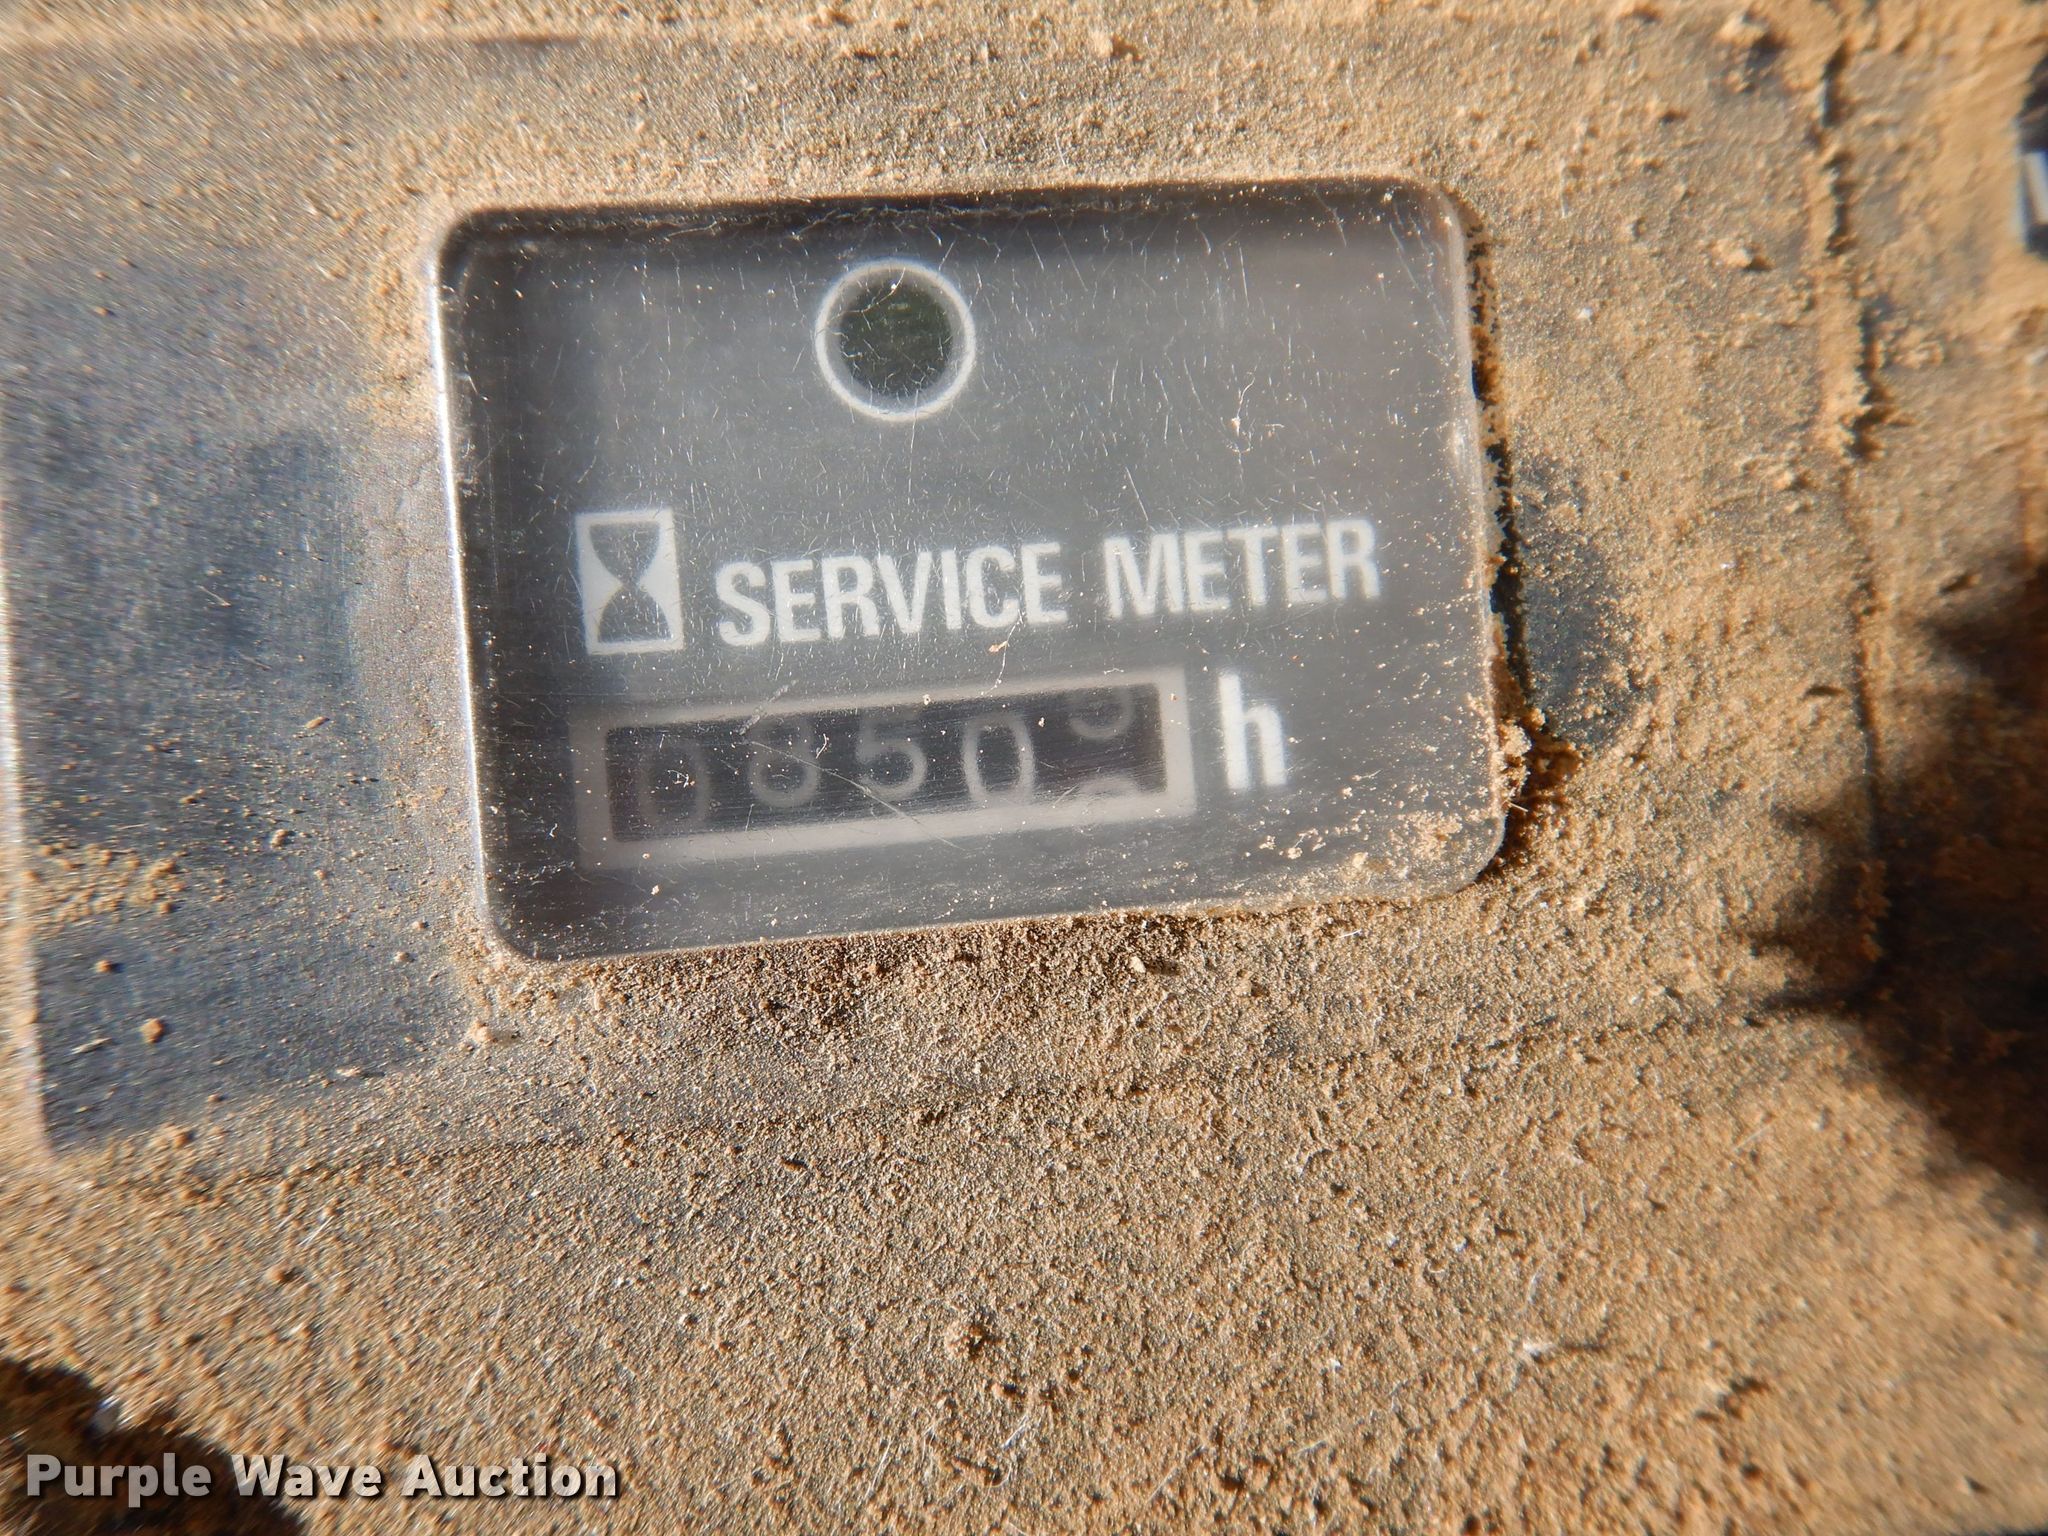 SERVICE METER
0850 h
Purple Wave Auction